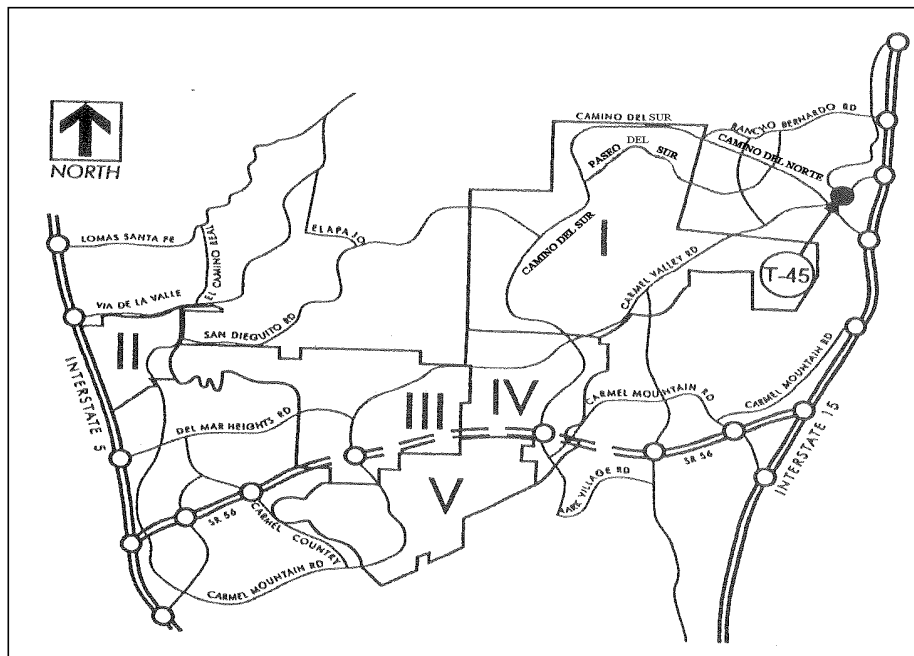 NORTH
CAMINO DEL SUR
RANCHO BERNARDO RD
PASEO DEL SUR
CAMINO DEL NORTE
LOMAS SANTA FE
EL CAMINO REAL
EL APAJO
CAMINO DEL SUR
I
CARMEL VALLEY RD
T-45
VIA DE LA VALLE
SAN DIEGUITO RD
II
INTERSTATE 5
III
IV
CARMEL MOUNTAIN RD
CARMEL MOUNTAIN RD
DEL MAR HEIGHTS RD
SR 56
INTERSTATE 15
V
PARK VILLAGE RD
SR 56
CARMEL COUNTRY
CARMEL MOUNTAIN RD